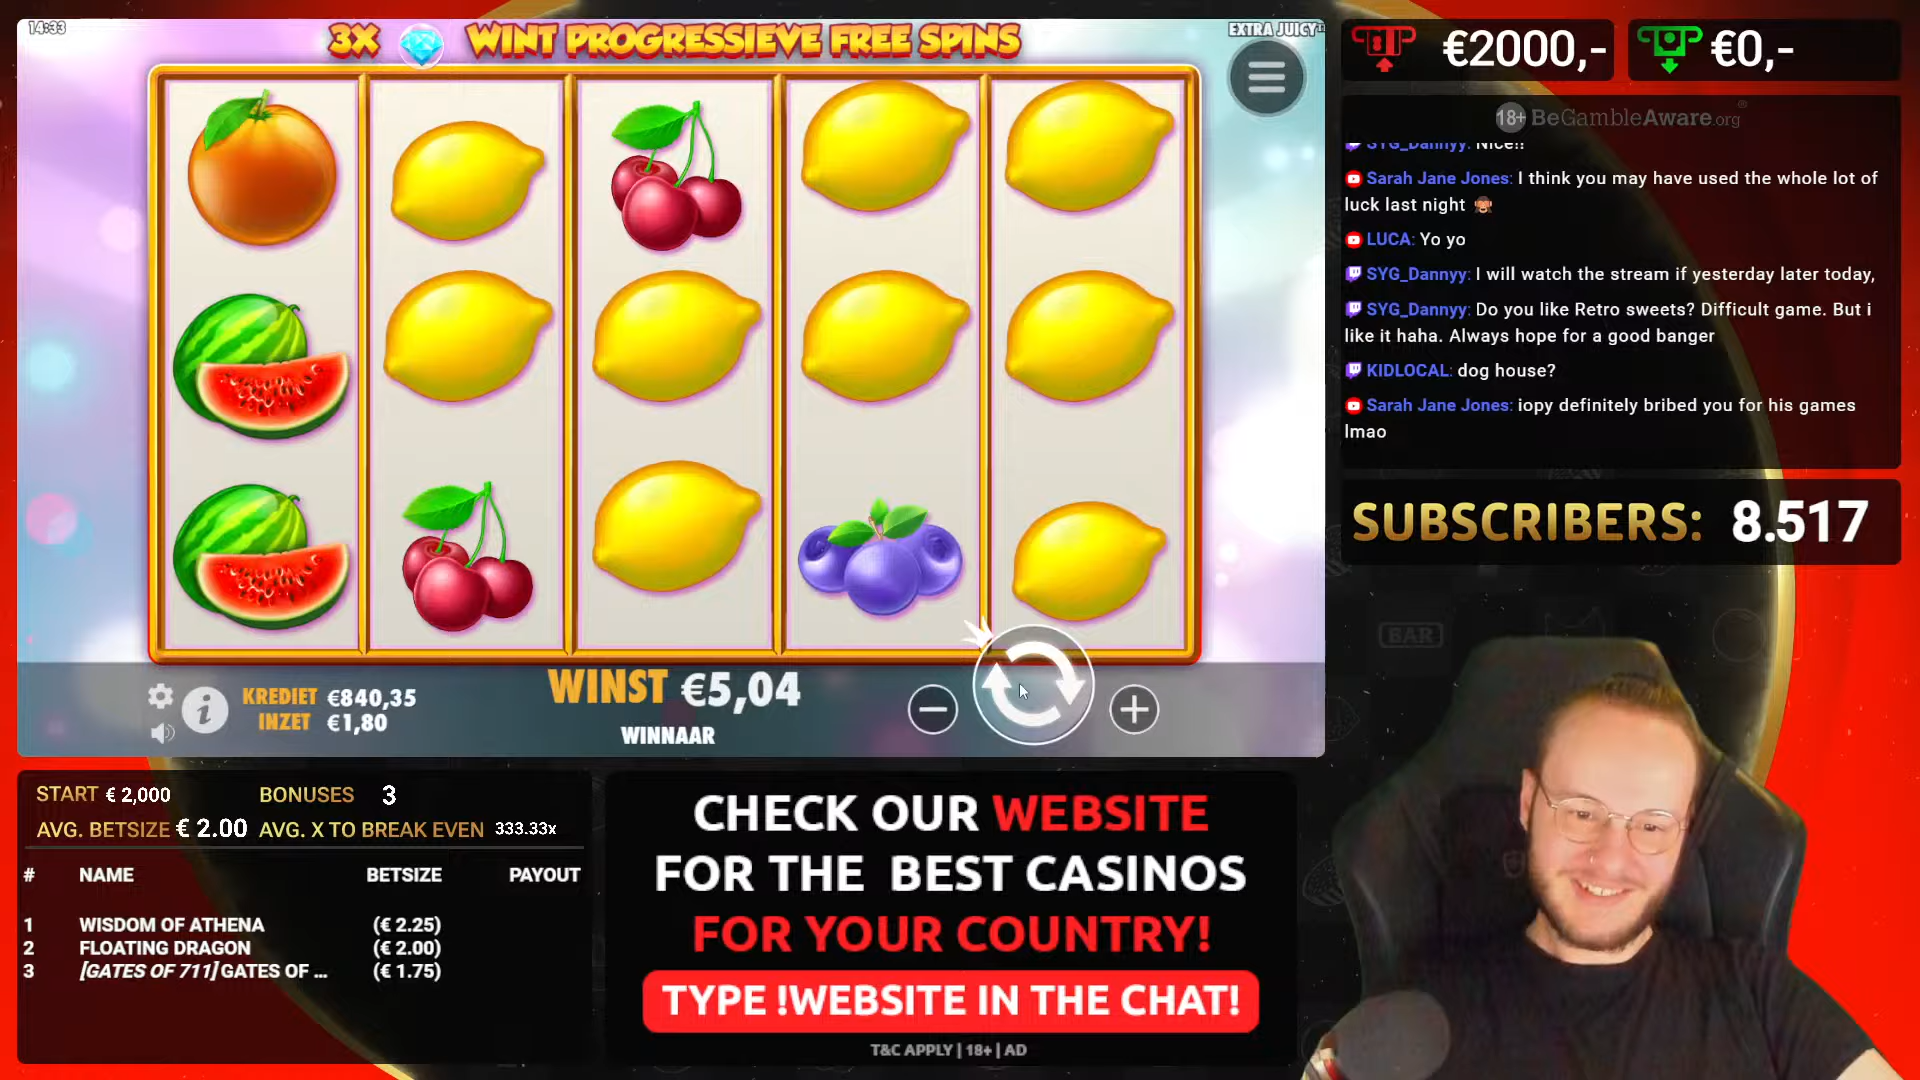 14:33
3X WINT PROGRESSIEVE FREE SPINS
EXTRA JUICY
KREDIET €840,35
INZET €1,80
WINST €5,04
WINNAAR
€2000,-
€0,-
18+ BeGambleAware.org®
SYG_Dannyy: Nice!!
Sarah Jane Jones: I think you may have used the whole lot of
luck last night
LUCA: Yo yo
SYG_Dannyy: I will watch the stream if yesterday later today,
SYG_Dannyy: Do you like Retro sweets? Difficult game. But i
like it haha. Always hope for a good banger
KIDLOCAL: dog house?
Sarah Jane Jones: iopy definitely bribed you for his games
lmao
SUBSCRIBERS: 8.517
BAR
START € 2,000 BONUSES 3
AVG. BETSIZE € 2.00 AVG. X TO BREAK EVEN 333.33x
# NAME BETSIZE PAYOUT
1 WISDOM OF ATHENA (€ 2.25)
2 FLOATING DRAGON (€ 2.00)
3 [GATES OF 711] GATES OF ... (€ 1.75)
CHECK OUR WEBSITE
FOR THE BEST CASINOS
FOR YOUR COUNTRY!
TYPE !WEBSITE IN THE CHAT!
T&C APPLY | 18+ | AD